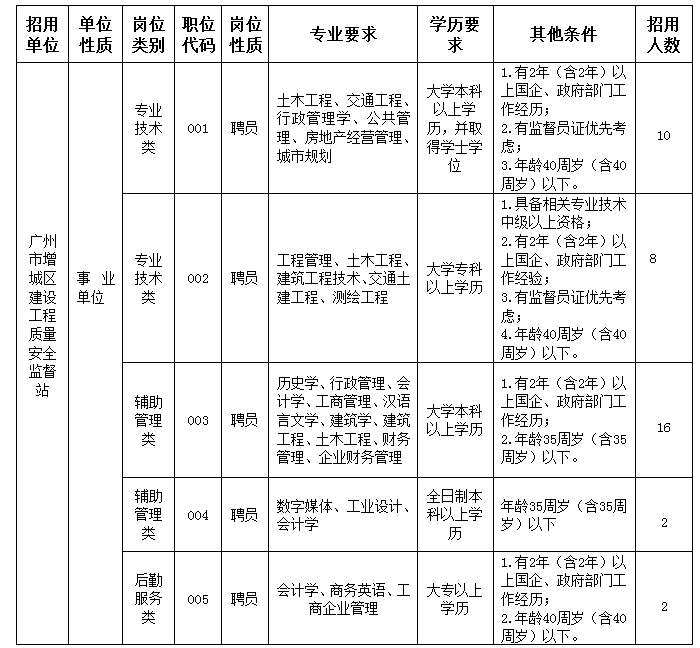 招用
单位
单位
性质
岗位
类别
职位
代码
岗位
性质
专业要求
学历要
求
其他条件
招用
人数
广州
市增
城区
建设
工程
质量
安全
监督
站
事 业
单位
专业
技术
类
001
聘员
土木工程、交通工程、
行政管理学、公共管
理、房地产经营管理、
城市规划
大学本科
以上学
历，并取
得学士学
位
1.有2年（含2年）以
上国企、政府部门工
作经历；
2.有监督员证优先考
虑；
3.年龄40周岁（含40
周岁）以下。
10
专业
技术
类
002
聘员
工程管理、土木工程、
建筑工程技术、交通土
建工程、测绘工程
大学专科
以上学历
1.具备相关专业技术
中级以上资格；
2.有2年（含2年）以
上国企、政府部门工
作经验；
3.有监督员证优先考
虑；
4.年龄40周岁（含40
周岁）以下。
8
辅助
管理
类
003
聘员
历史学、行政管理、会
计学、工商管理、汉语
言文学、建筑学、建筑
工程、土木工程、财务
管理、企业财务管理
大学本科
以上学历
1.有2年（含2年）以
上国企、政府部门工
作经历；
2.年龄35周岁（含35
周岁）以下。
16
辅助
管理
类
004
聘员
数字媒体、工业设计、
会计学
全日制本
科以上学
历
年龄35周岁（含35周
岁）以下
2
后勤
服务
类
005
聘员
会计学、商务英语、工
商企业管理
大专以上
学历
1.有2年（含2年）以
上国企、政府部门工
作经历；
2.年龄40周岁（含40
周岁）以下。
2